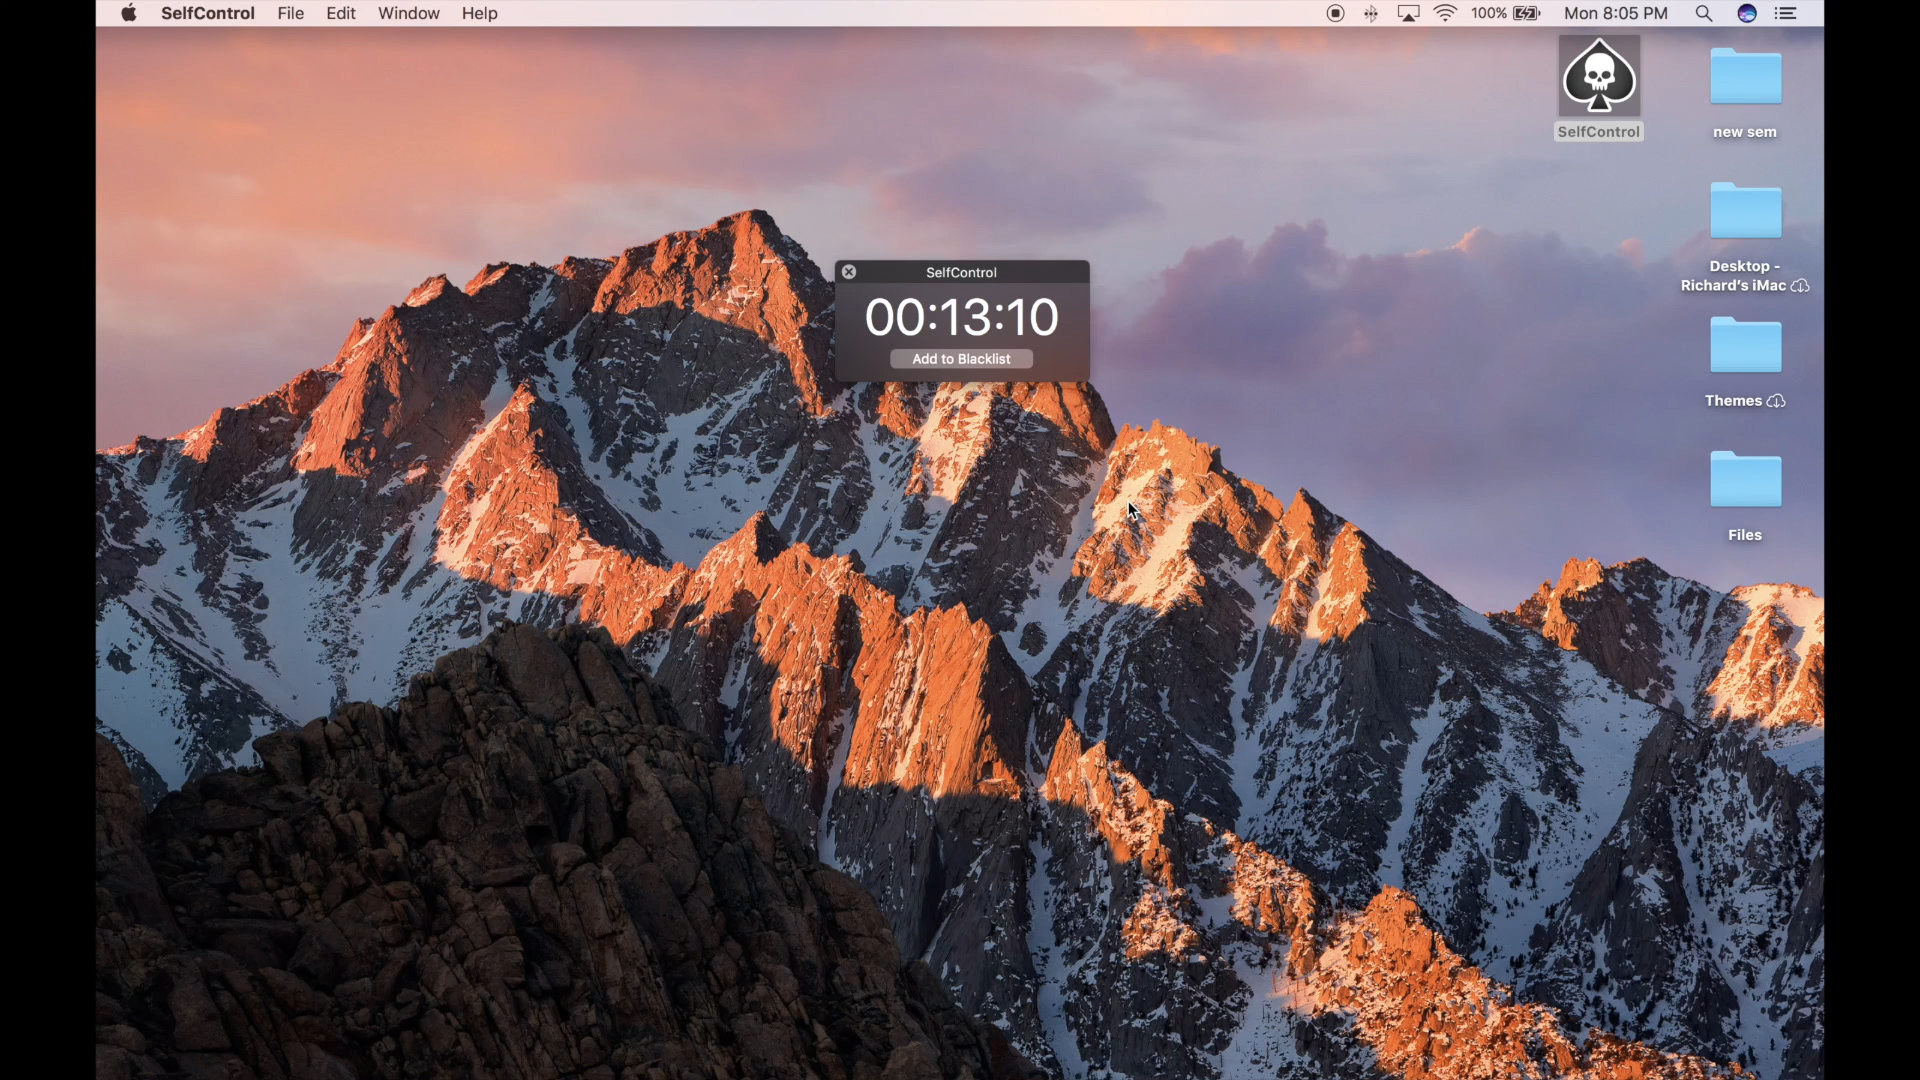 SelfControl File Edit Window Help 100% Mon 8:05 PM
SelfControl
new sem
Desktop -
Richard's iMac
Themes
Files
SelfControl
00:13:10
Add to Blacklist